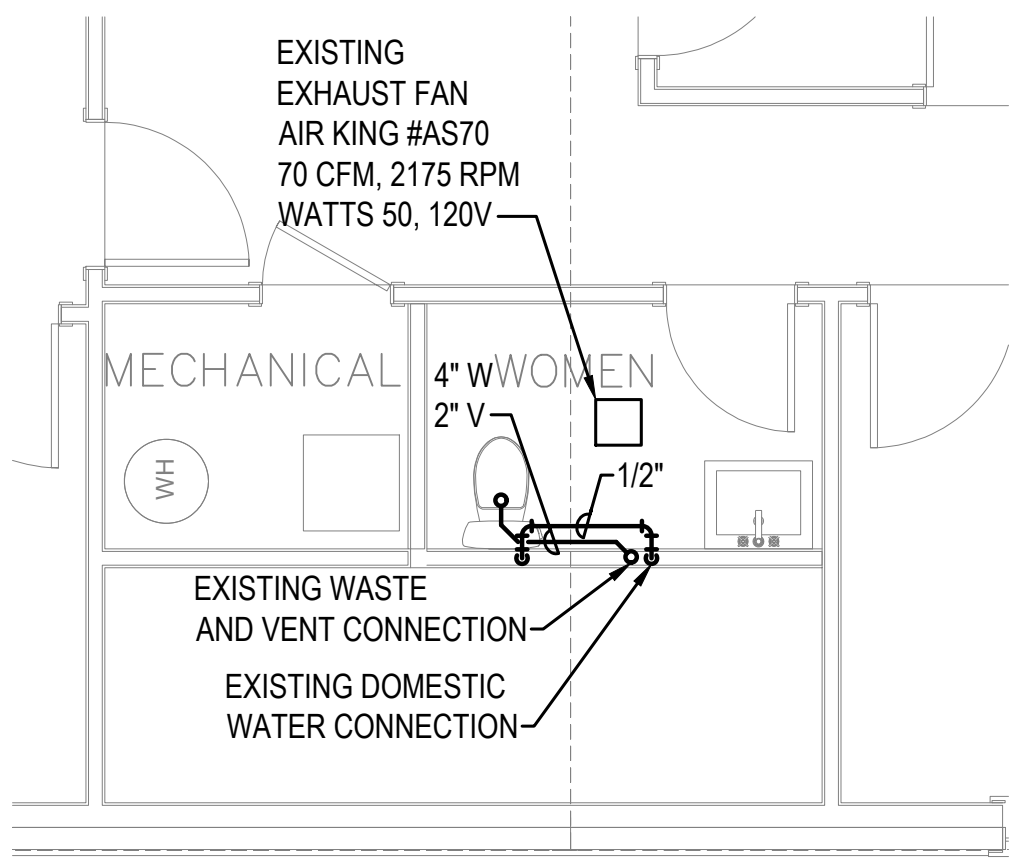 EXISTING
EXHAUST FAN
AIR KING #AS70
70 CFM, 2175 RPM
WATTS 50, 120V
MECHANICAL
4" W
2" V
WOMEN
WH
1/2"
EXISTING WASTE
AND VENT CONNECTION
EXISTING DOMESTIC
WATER CONNECTION